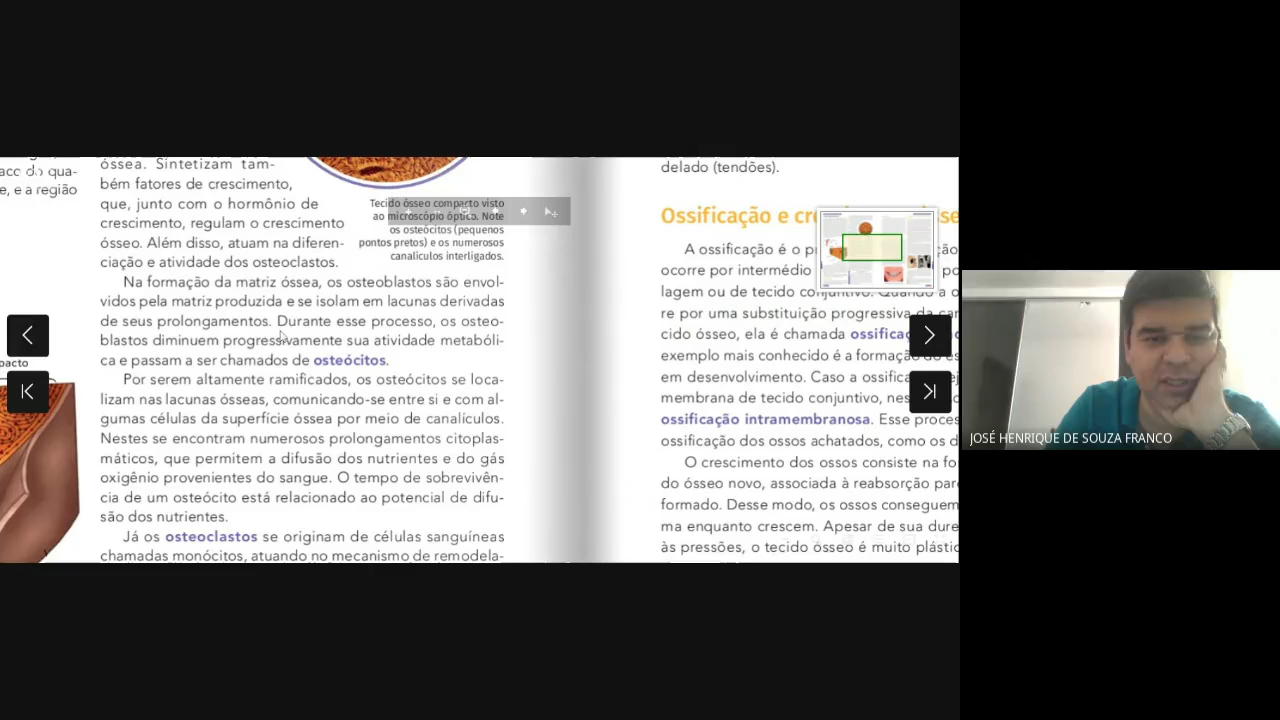 aco do qua-
e, e a região
pacto
óssea. Sintetizam tam-
bém fatores de crescimento,
que, junto com o hormônio de
crescimento, regulam o crescimento
ósseo. Além disso, atuam na diferen-
ciação e atividade dos osteoclastos.
Tecido ósseo compacto visto
ao microscópio óptico. Note
os osteócitos (pequenos
pontos pretos) e os numerosos
canalículos interligados.
Na formação da matriz óssea, os osteoblastos são envol-
vidos pela matriz produzida e se isolam em lacunas derivadas
de seus prolongamentos. Durante esse processo, os osteo-
blastos diminuem progressivamente sua atividade metabóli-
ca e passam a ser chamados de osteócitos.
Por serem altamente ramificados, os osteócitos se loca-
lizam nas lacunas ósseas, comunicando-se entre si e com al-
gumas células da superfície óssea por meio de canalículos.
Nestes se encontram numerosos prolongamentos citoplas-
máticos, que permitem a difusão dos nutrientes e do gás
oxigênio provenientes do sangue. O tempo de sobrevivên-
cia de um osteócito está relacionado ao potencial de difu-
são dos nutrientes.
Já os osteoclastos se originam de células sanguíneas
chamadas monócitos, atuando no mecanismo de remodela-
delado (tendões).
Ossificação e
A ossificação é o
ocorre por intermédio
lagem ou de tecido conjuntivo. Quando a o
re por uma substituição progressiva da car
cido ósseo, ela é chamada
exemplo mais conhecido é a formação
em desenvolvimento. Caso a
membrana de tecido conjuntivo,
ossificação intramembranosa. Esse proces
ossificação dos ossos achatados, como os d
O crescimento dos ossos consiste na fo
do ósseo novo, associada à reabsorção par
formado. Desse modo, os ossos conseguem
ma enquanto crescem. Apesar de sua dure
às pressões, o tecido ósseo é muito plástic
JOSÉ HENRIQUE DE SOUZA FRANCO